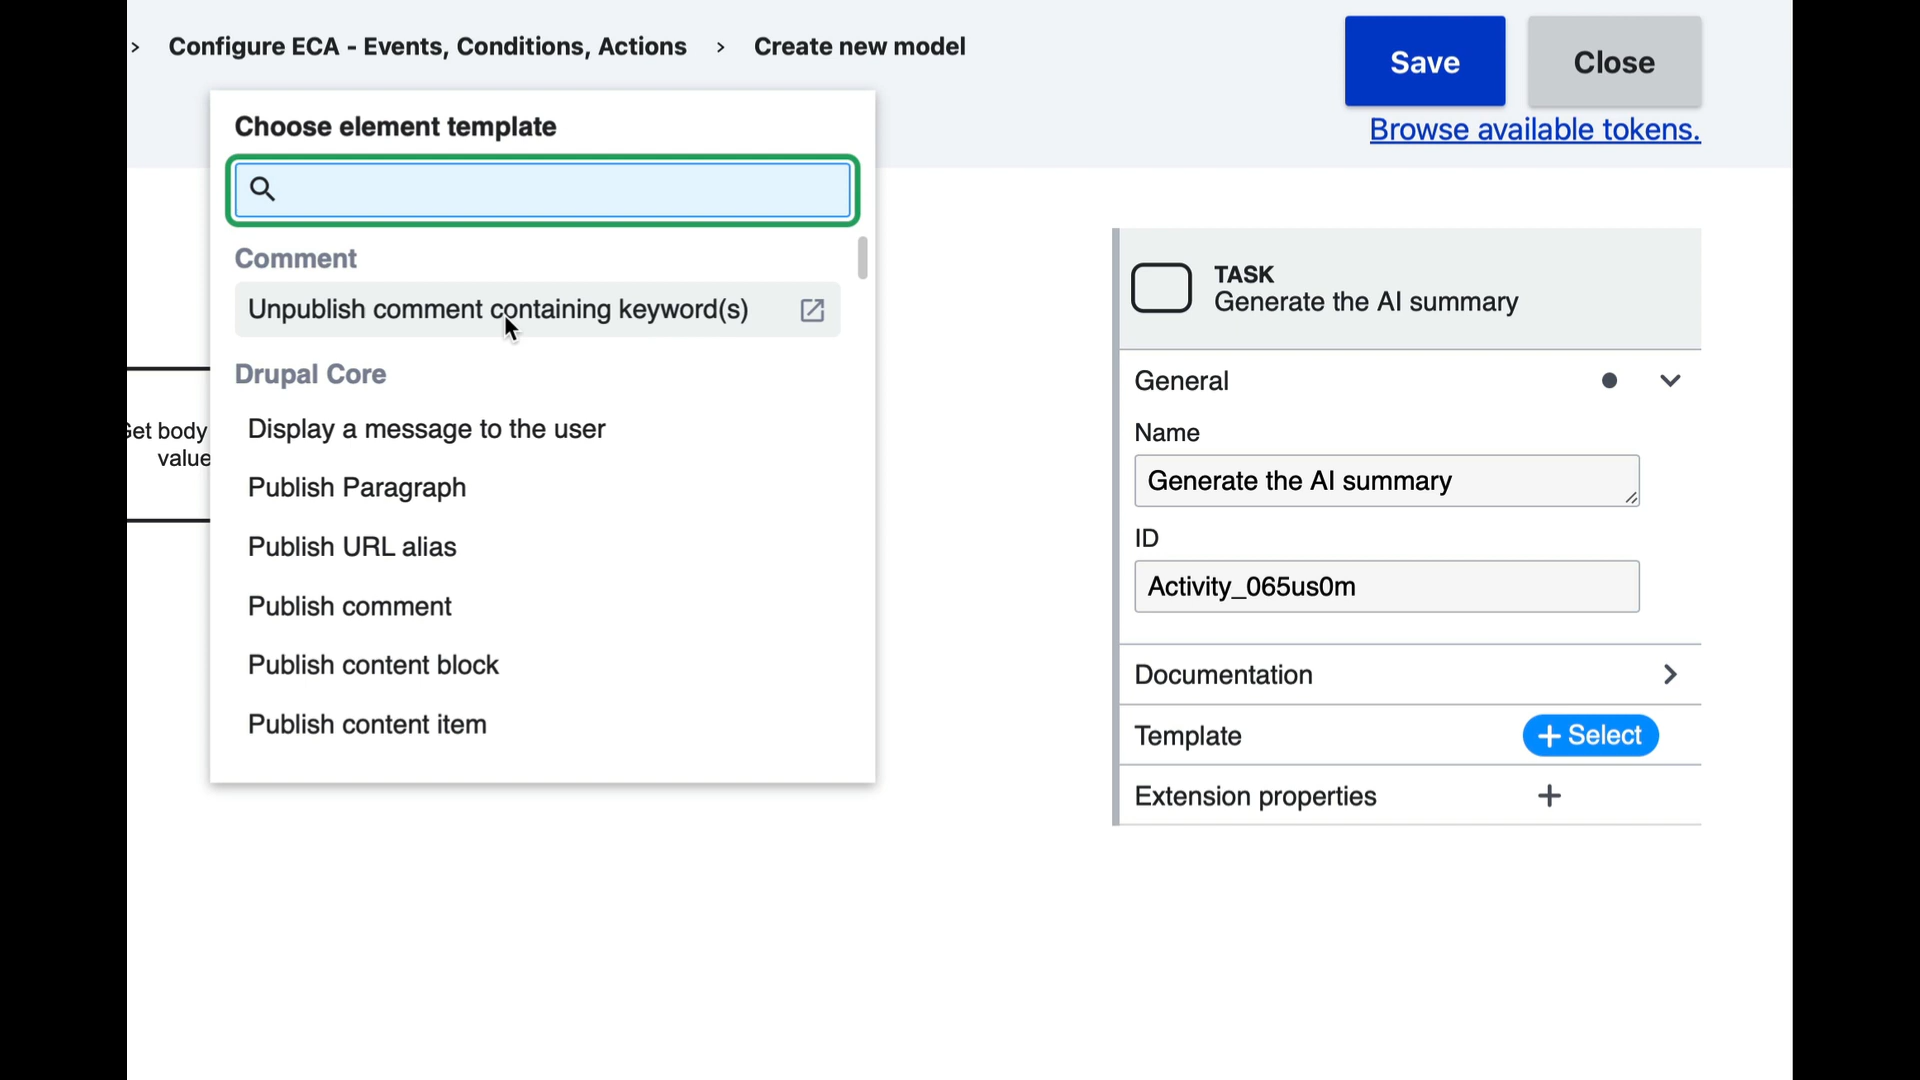 > Configure ECA - Events, Conditions, Actions > Create new model
Save
Close
Browse available tokens.
Choose element template
Comment
Unpublish comment containing keyword(s)
Drupal Core
Display a message to the user
Publish Paragraph
Publish URL alias
Publish comment
Publish content block
Publish content item
body
value
TASK
Generate the AI summary
General
Name
Generate the AI summary
ID
Activity_065us0m
Documentation
Template
+ Select
Extension properties
+